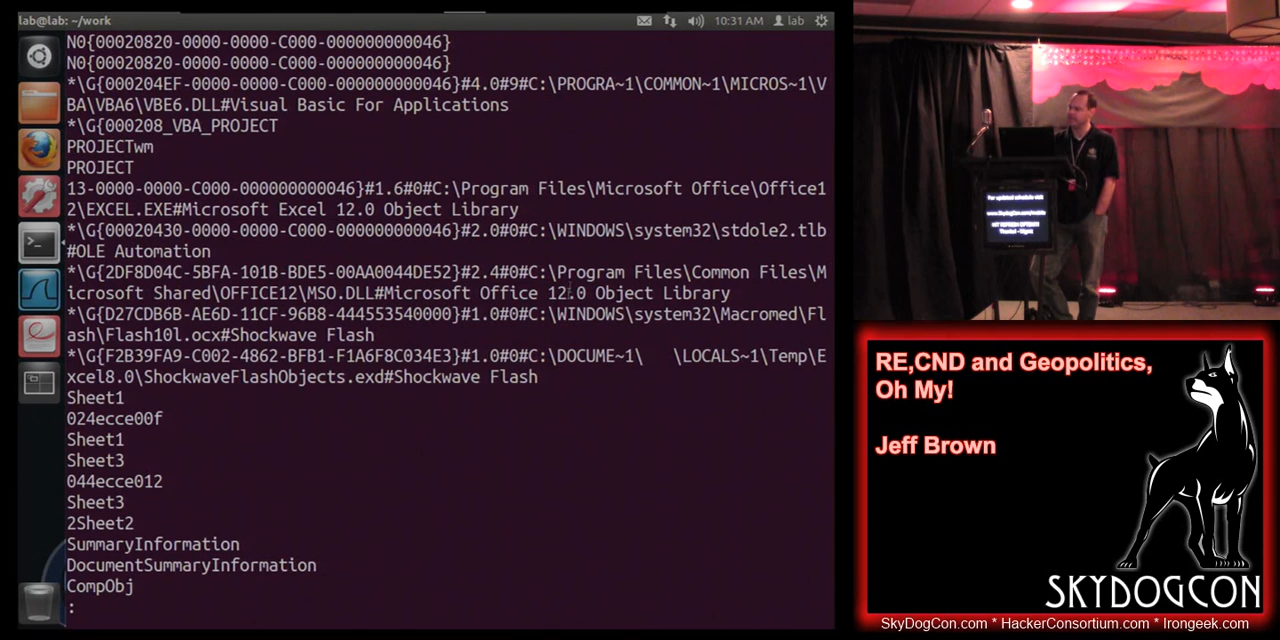 lab@lab: ~/work
10:31 AM
lab
N0{00020820-0000-0000-C000-000000000046}
N0{00020820-0000-0000-C000-000000000046}
*\G{000204EF-0000-0000-C000-000000000046}#4.0#9#C:\PROGRA~1\COMMON~1\MICROS~1\V
BA\VBA6\VBE6.DLL#Visual Basic For Applications
*\G{000208_VBA_PROJECT
PROJECTwm
PROJECT
13-0000-0000-C000-000000000046}#1.6#0#C:\Program Files\Microsoft Office\Office1
2\EXCEL.EXE#Microsoft Excel 12.0 Object Library
*\G{00020430-0000-0000-C000-000000000046}#2.0#0#C:\WINDOWS\system32\stdole2.tlb
#OLE Automation
*\G{2DF8D04C-5BFA-101B-BDE5-00AA0044DE52}#2.4#0#C:\Program Files\Common Files\M
icrosoft Shared\OFFICE12\MSO.DLL#Microsoft Office 12.0 Object Library
*\G{D27CDB6B-AE6D-11CF-96B8-444553540000}#1.0#0#C:\WINDOWS\system32\Macromed\Fl
ash\Flash10l.ocx#Shockwave Flash
*\G{F2B39FA9-C002-4862-BFB1-F1A6F8C034E3}#1.0#0#C:\DOCUME~1\   \LOCALS~1\Temp\E
xcel8.0\ShockwaveFlashObjects.exd#Shockwave Flash
Sheet1
024ecce00f
Sheet1
Sheet3
044ecce012
Sheet3
2Sheet2
SummaryInformation
DocumentSummaryInformation
CompObj
:
For updated schedule visit
RE,CND and Geopolitics,
Oh My!
Jeff Brown
SKYDOGCON
SkyDogCon.com * HackerConsortium.com * Irongeek.com